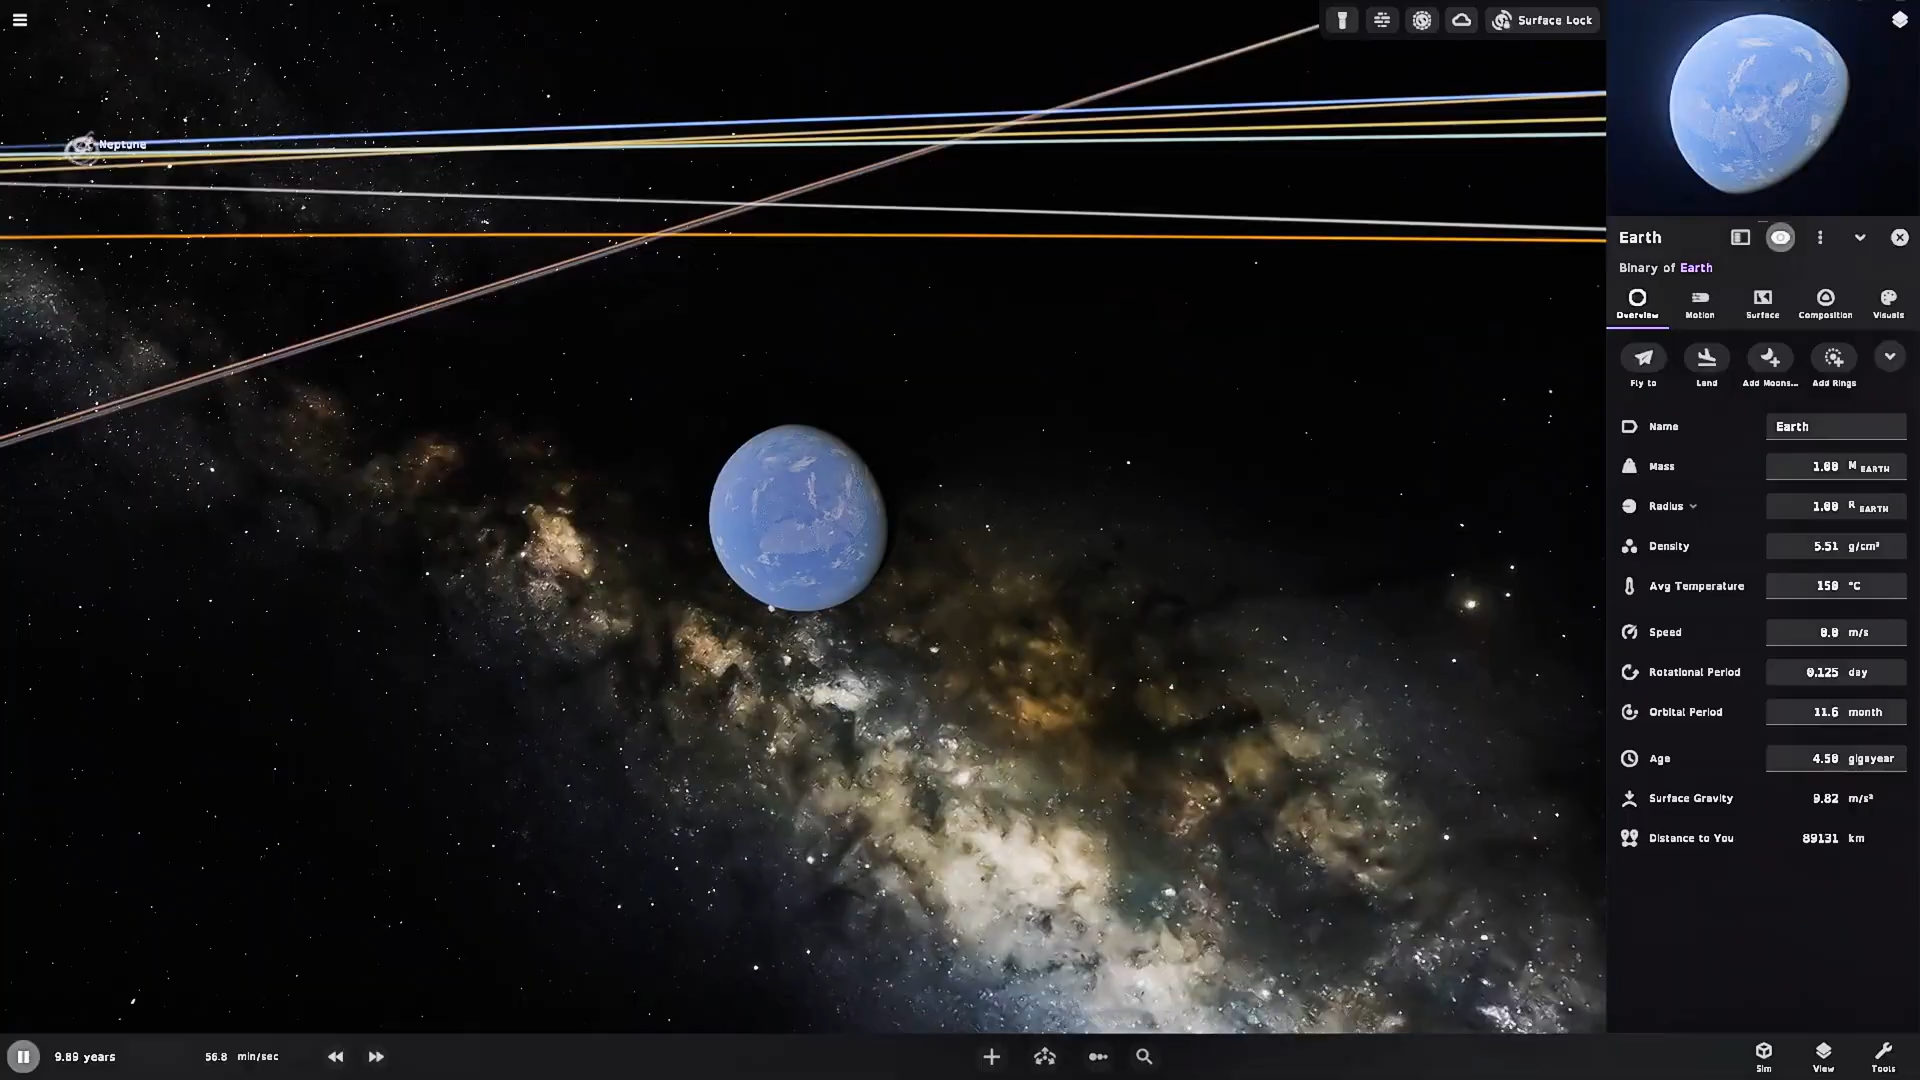 Surface Lock
Neptune
Earth
Binary of Earth
Overview Motion Surface Composition Visuals
Fly to Land Add Moons... Add Rings
Name Earth
Mass 1.00 M EARTH
Radius 1.00 R EARTH
Density 5.51 g/cm³
Avg Temperature 150 °C
Speed 0.0 m/s
Rotational Period 0.125 day
Orbital Period 11.6 month
Age 4.50 gigayear
Surface Gravity 9.82 m/s²
Distance to You 89131 km
9.89 years 56.8 min/sec
Sim View Tools